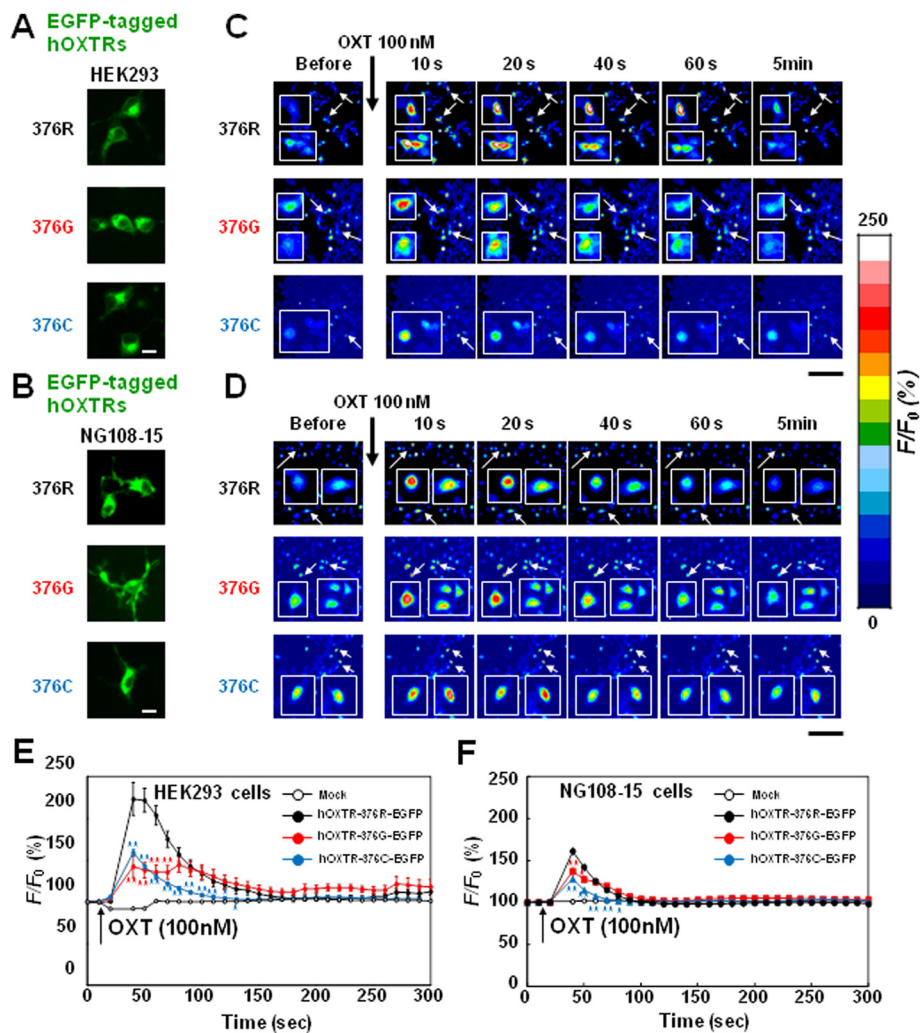 A
EGFP-tagged
hOXTRs
HEK293
376R
376G
376C
C
OXT 100 nM
Before
10 s
20 s
40 s
60 s
5min
376R
376G
376C
250
F/F0 (%)
0
B
EGFP-tagged
hOXTRs
NG108-15
376R
376G
376C
D
OXT 100 nM
Before
10 s
20 s
40 s
60 s
5min
376R
376G
376C
E
HEK293 cells
Mock
hOXTR-376R-EGFP
hOXTR-376G-EGFP
hOXTR-376C-EGFP
OXT (100nM)
F/F0 (%)
250
200
150
100
50
0
0 50 100 150 200 250 300
Time (sec)
F
NG108-15 cells
Mock
hOXTR-376R-EGFP
hOXTR-376G-EGFP
hOXTR-376C-EGFP
OXT (100nM)
F/F0 (%)
250
200
150
100
50
0
0 50 100 150 200 250 300
Time (sec)